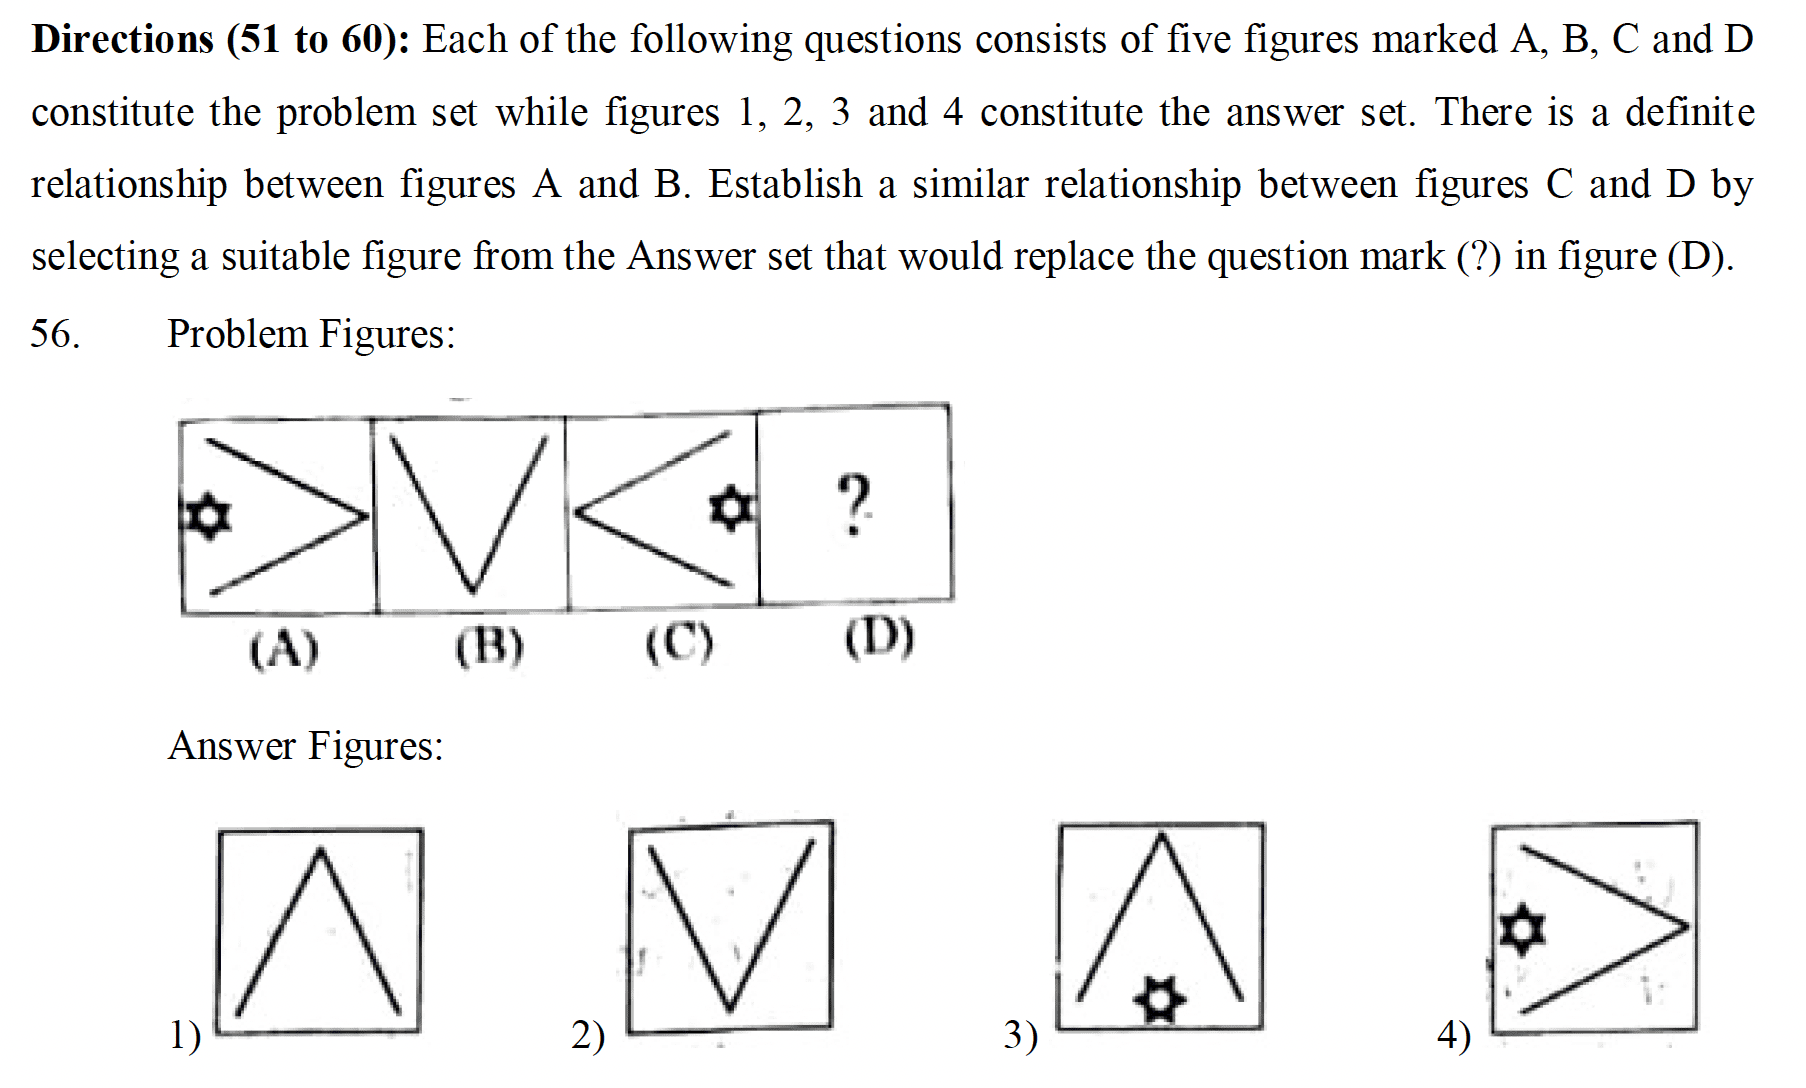 Directions (51 to 60): Each of the following questions consists of five figures marked A, B, C and D
constitute the problem set while figures 1, 2, 3 and 4 constitute the answer set. There is a definite
relationship between figures A and B. Establish a similar relationship between figures C and D by
selecting a suitable figure from the Answer set that would replace the question mark (?) in figure (D).
56. Problem Figures:
?
(A) (B) (C) (D)
Answer Figures:
1) 2) 3) 4)